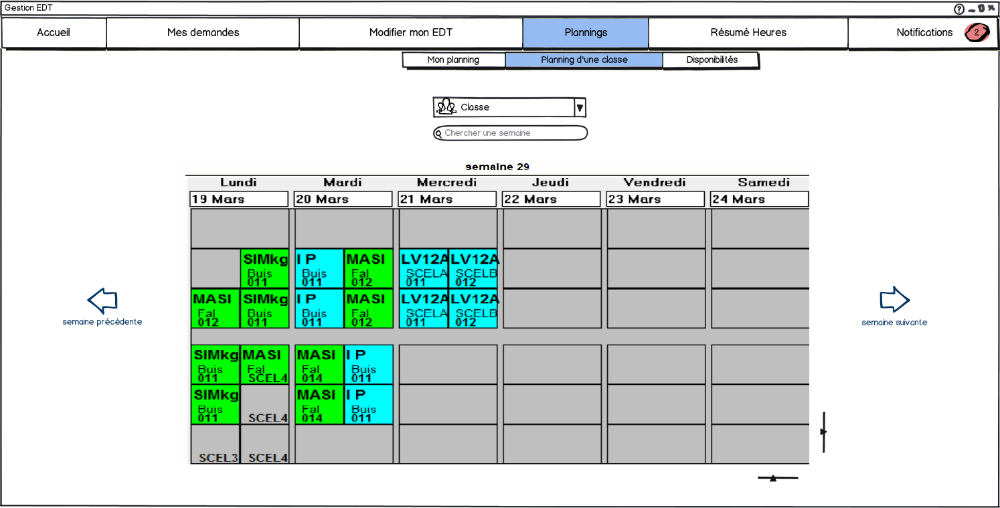 Gestion EDT
Accueil Mes demandes Modifier mon EDT Plannings Résumé Heures Notifications 2
Mon planning Planning d'une classe Disponibilités
Classe
Chercher une semaine
semaine 29
Lundi Mardi Mercredi Jeudi Vendredi Samedi
19 Mars 20 Mars 21 Mars 22 Mars 23 Mars 24 Mars
SIMkg I P MASI LV12A LV12A
Buis Buis Fal SCELA SCELB
011 011 012 011 012
MASI SIMkg I P MASI LV12A LV12A
Fal Buis Buis Fal SCELA SCELB
012 011 011 012 011 012
semaine précédente semaine suivante
SIMkg MASI MASI I P
Buis Fal Fal Buis
011 SCEL4 014 011
SIMkg MASI I P
Buis Fal Buis
011 SCEL4 014 011
SCEL3 SCEL4